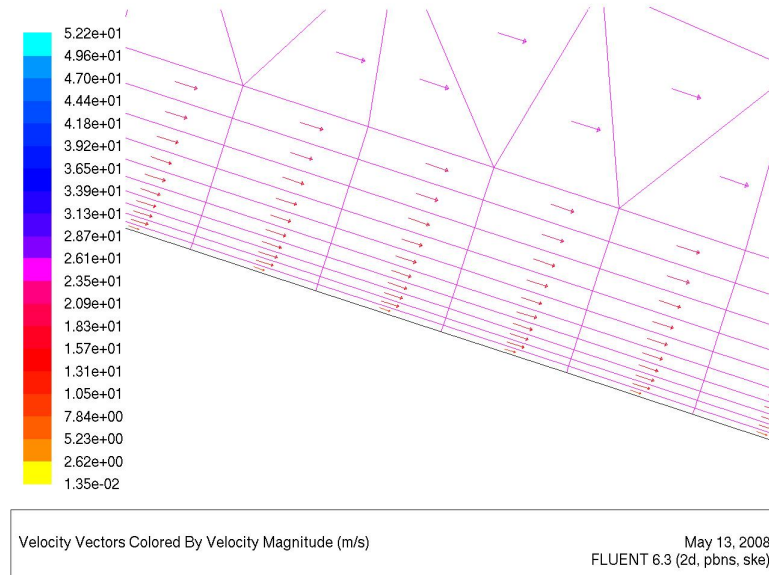 5.22e+01
4.96e+01
4.70e+01
4.44e+01
4.18e+01
3.92e+01
3.65e+01
3.39e+01
3.13e+01
2.87e+01
2.61e+01
2.35e+01
2.09e+01
1.83e+01
1.57e+01
1.31e+01
1.05e+01
7.84e+00
5.23e+00
2.62e+00
1.35e-02
Velocity Vectors Colored By Velocity Magnitude (m/s)
May 13, 2008
FLUENT 6.3 (2d, pbns, ske)